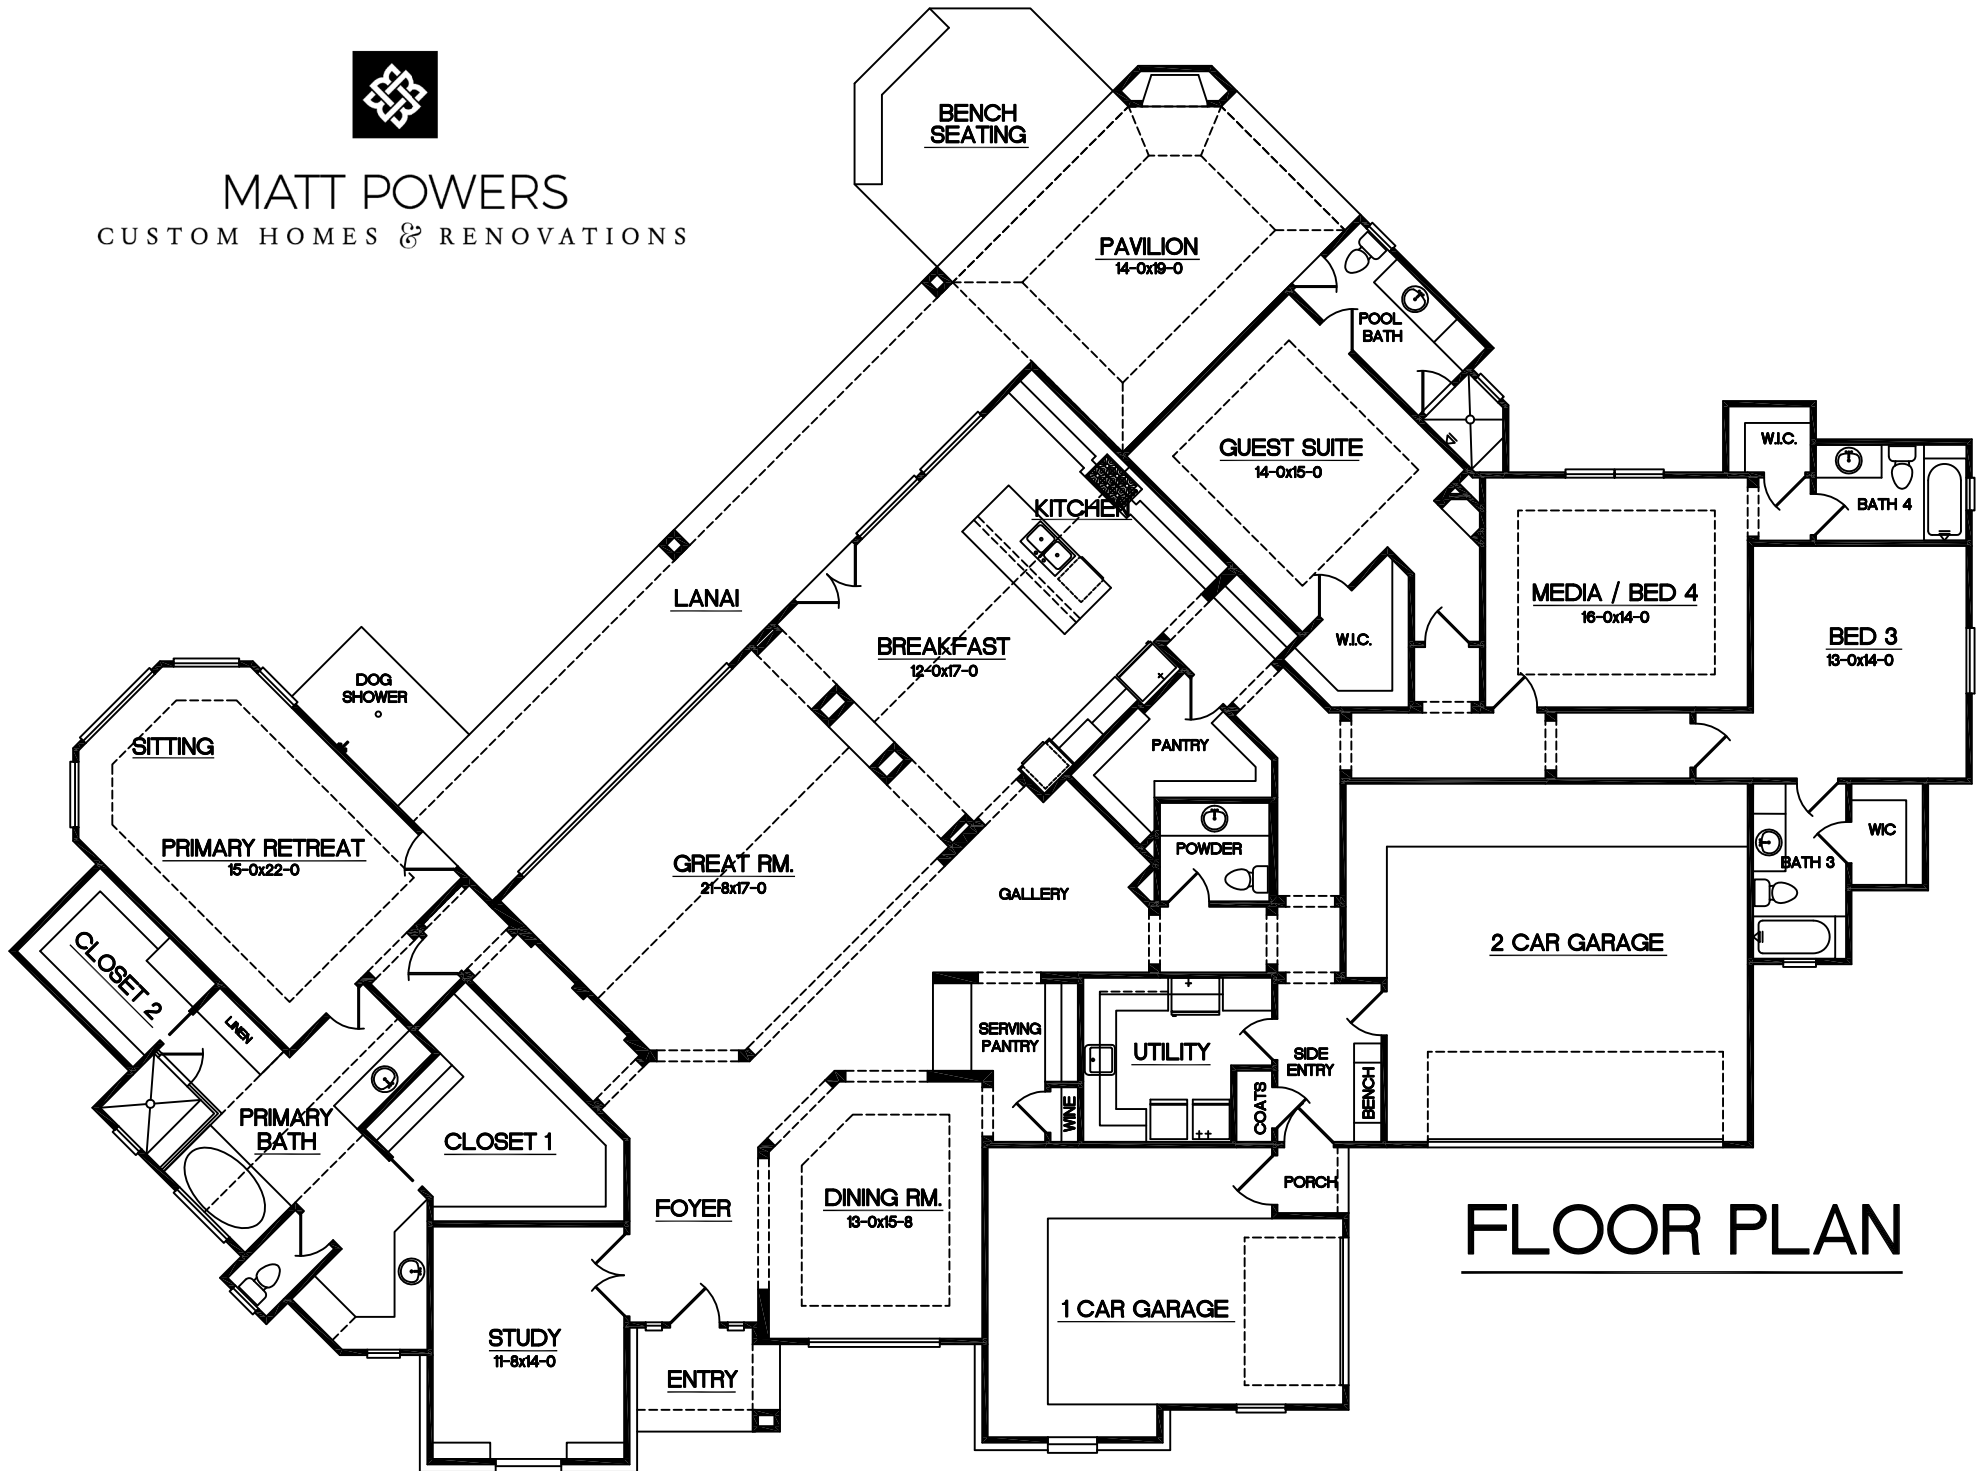 MATT POWERS
CUSTOM HOMES & RENOVATIONS
BENCH
SEATING
PAVILION
14-0x19-0
POOL
BATH
GUEST SUITE
14-0x15-0
W.I.C.
BATH 4
KITCHEN
LANAI
MEDIA / BED 4
16-0x14-0
BED 3
13-0x14-0
BREAKFAST
12-0x17-0
W.I.C.
DOG
SHOWER
SITTING
PANTRY
PRIMARY RETREAT
15-0x22-0
GREAT RM.
21-8x17-0
POWDER
WIC
BATH 3
GALLERY
2 CAR GARAGE
CLOSET 2
LINEN
SERVING
PANTRY
UTILITY
SIDE
ENTRY
BENCH
COATS
WINE
PRIMARY
BATH
CLOSET 1
PORCH
DINING RM.
13-0x15-8
FOYER
FLOOR PLAN
1 CAR GARAGE
STUDY
11-8x14-0
ENTRY